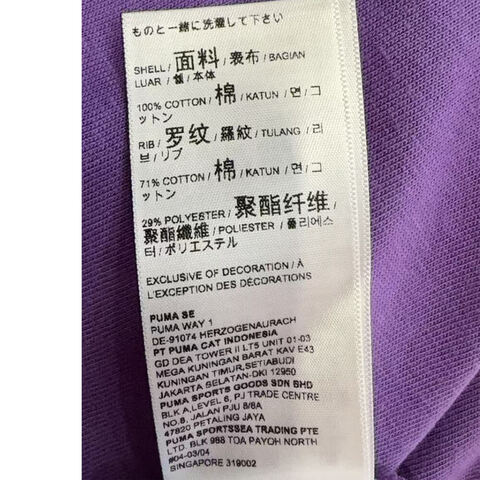 ものと一緒に洗濯して下さい
SHELL / 面料 / 表布 / BAGIAN
LUAR / 겉 / 本体
100% COTTON / 棉 / KATUN / 면 / コ
ットン
RIB / 罗纹 / 羅紋 / TULANG / 리
브 / リブ
71% COTTON / 棉 / KATUN / 면 / コ
ットン
29% POLYESTER / 聚酯纤维 /
聚酯纖維 / POLIESTER / 폴리에스
터 / ポリエステル
EXCLUSIVE OF DECORATION / À
L'EXCEPTION DES DÉCORATIONS
PUMA SE
PUMA WAY 1
DE-91074 HERZOGENAURACH
PT PUMA CAT INDONESIA
GD DEA TOWER II LT5 UNIT 01-03
MEGA KUNINGAN BARAT KAV E43
KUNINGAN TIMUR, SETIABUDI
JAKARTA SELATAN-DKI 12950
PUMA SPORTS GOODS SDN BHD
BLK A,LEVEL 6, PJ TRADE CENTRE
NO.8, JALAN PJU 8/8A
47820 PETALING JAYA
PUMA SPORTSSEA TRADING PTE
LTD. BLK 988 TOA PAYOH NORTH
#04-03/04
SINGAPORE 319002